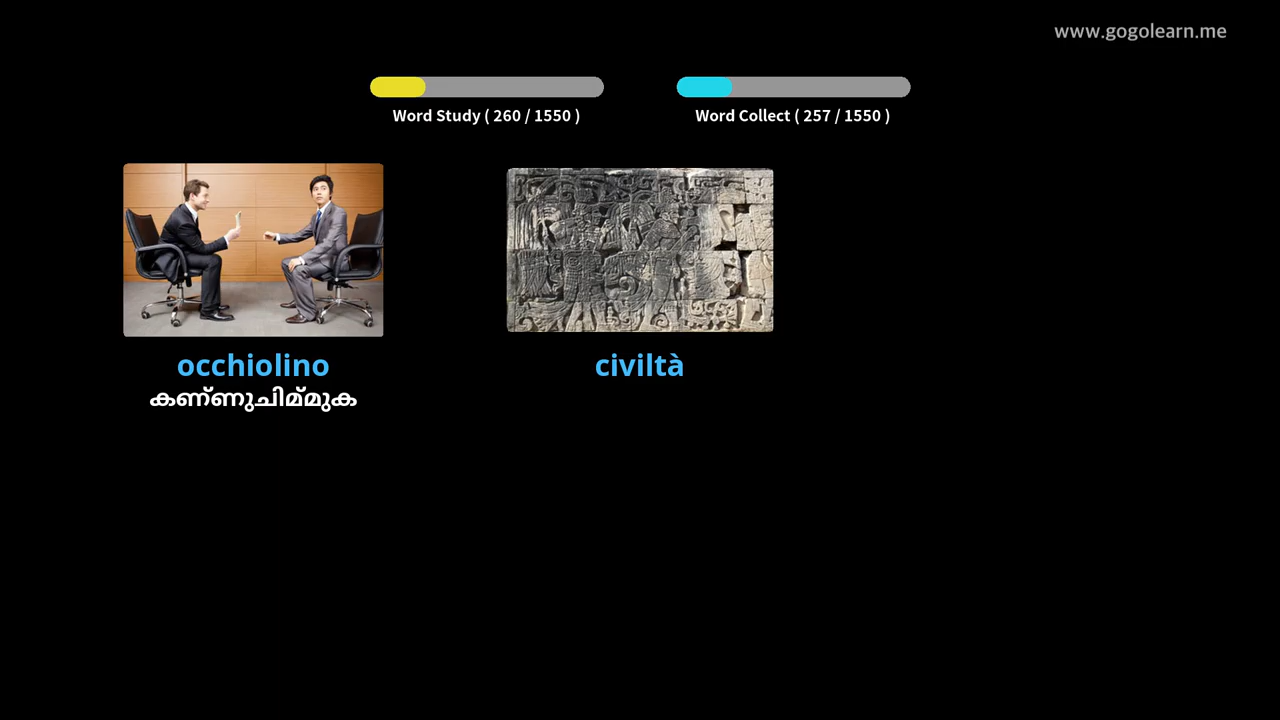 www.gogolearn.me
Word Study ( 260 / 1550 )
Word Collect ( 257 / 1550 )
occhiolino
കണ്ണുചിമ്മുക
civiltà